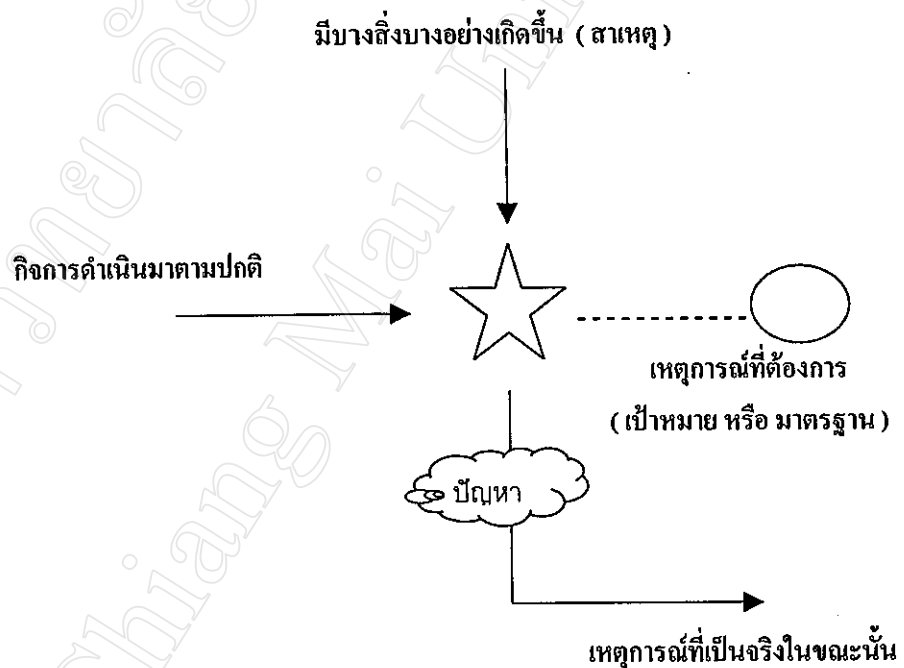 มีบางสิ่งบางอย่างเกิดขึ้น ( สาเหตุ )
กิจการดำเนินมาตามปกติ
เหตุการณ์ที่ต้องการ
( เป้าหมาย หรือ มาตรฐาน )
ปัญหา
เหตุการณ์ที่เป็นจริงในขณะนั้น
Chiang Mai Uni